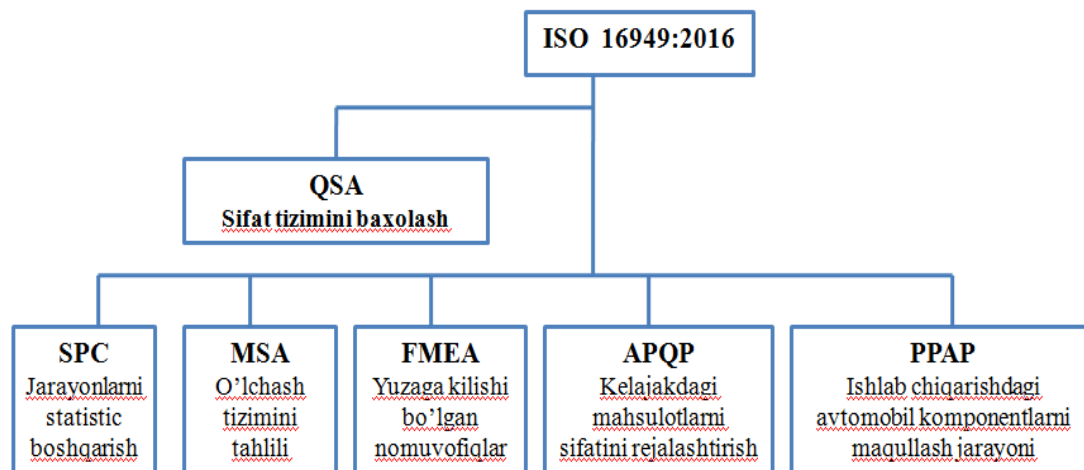 ISO 16949:2016
QSA
Sifat tizimini baxolash
SPC
Jarayonlarni
statistic
boshqarish
MSA
O’lchash
tizimini
tahlili
FMEA
Yuzaga kilishi
bo’lgan
nomuvofiqlar
APQP
Kelajakdagi
mahsulotlarni
sifatini rejalashtirish
PPAP
Ishlab chiqarishdagi
avtomobil komponentlarni
maqullash jarayoni